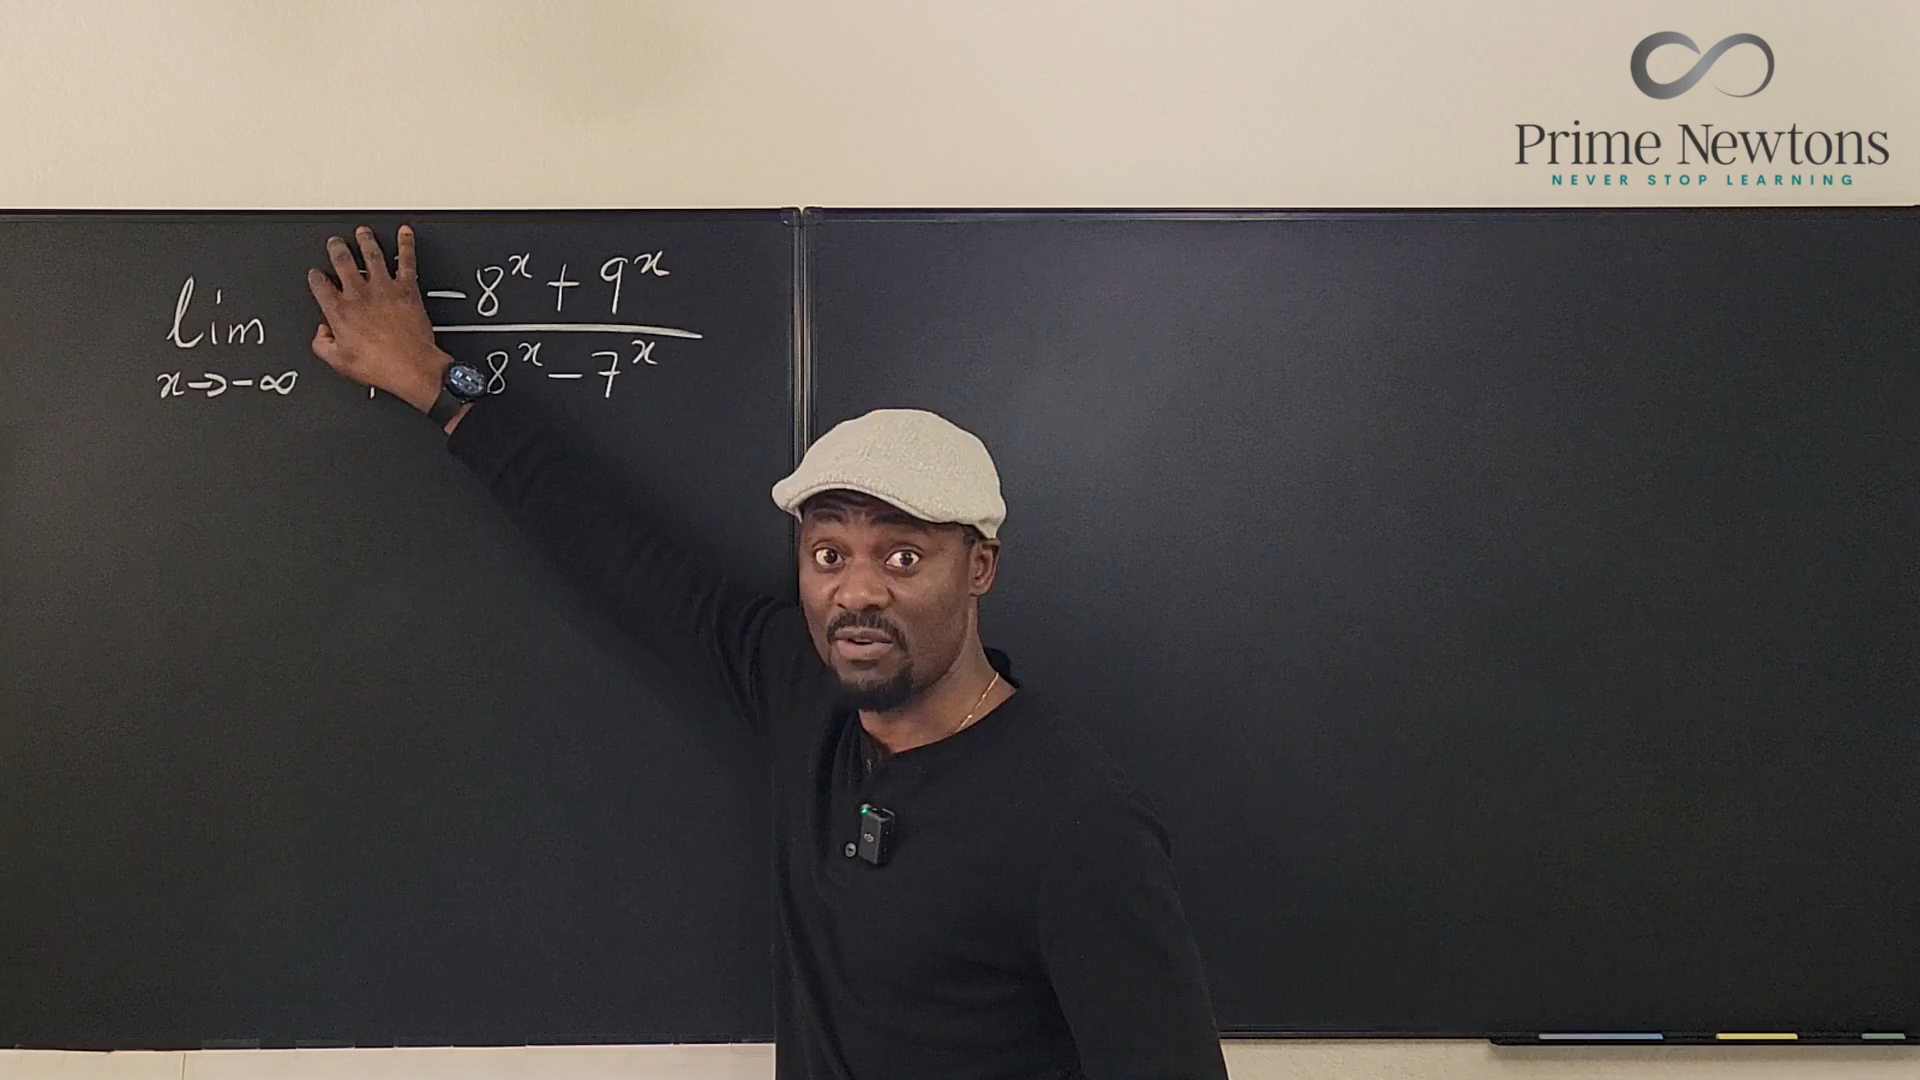 Prime Newtons
NEVER STOP LEARNING
lim
x→-∞
-8^x + 9^x
8^x - 7^x